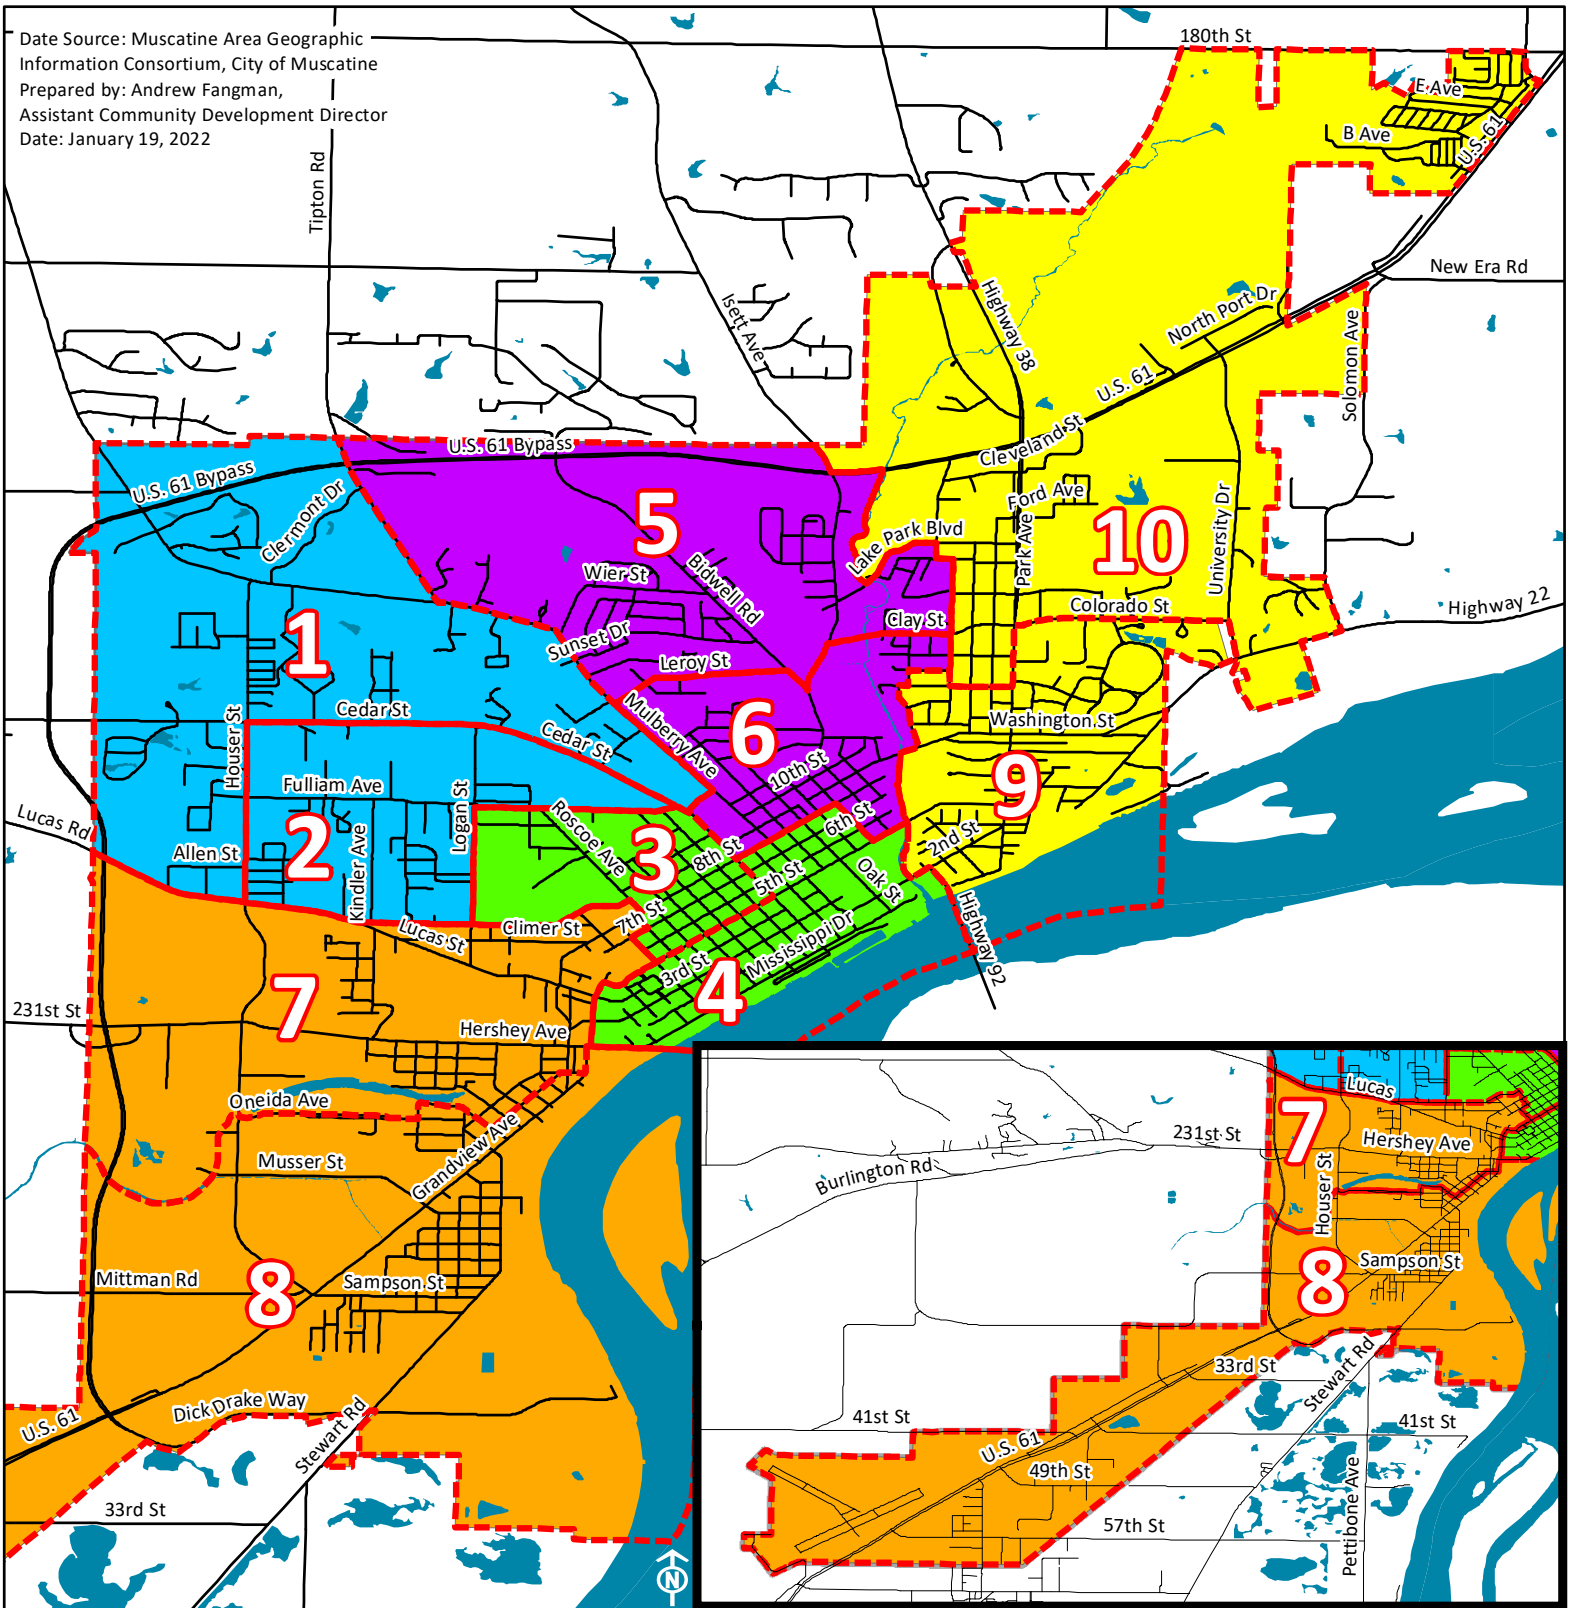 Date Source: Muscatine Area Geographic
Information Consortium, City of Muscatine
Prepared by: Andrew Fangman,
Assistant Community Development Director
Date: January 19, 2022
180th St
E Ave
B Ave
U.S. 61
Tipton Rd
New Era Rd
Isett Ave
Highway 38
North Port Dr
Solomon Ave
U.S. 61
U.S. 61 Bypass
Cleveland St
U.S. 61 Bypass
Clermont Dr
5
Ford Ave
10
University Dr
Lake Park Blvd
Park Ave
Wier St
Bidwell Rd
Colorado St
Highway 22
1
Clay St
Sunset Dr
Leroy St
Cedar St
Mulberry Ave
6
Washington St
Houser St
Cedar St
10th St
9
Fulliam Ave
Logan St
Roscoe Ave
6th St
Lucas Rd
2
3
2nd St
Allen St
Kindler Ave
8th St
5th St
Oak St
7th St
Climer St
Lucas St
Mississippi Dr
Highway 92
3rd St
4
7
231st St
Hershey Ave
Oneida Ave
Musser St
Grandview Ave
Mittman Rd
8
Sampson St
Dick Drake Way
U.S. 61
Stewart Rd
33rd St
N
Lucas
7
231st St
Hershey Ave
Burlington Rd
Houser St
Sampson St
8
33rd St
Stewart Rd
41st St
41st St
U.S. 61
49th St
57th St
Pettibone Ave